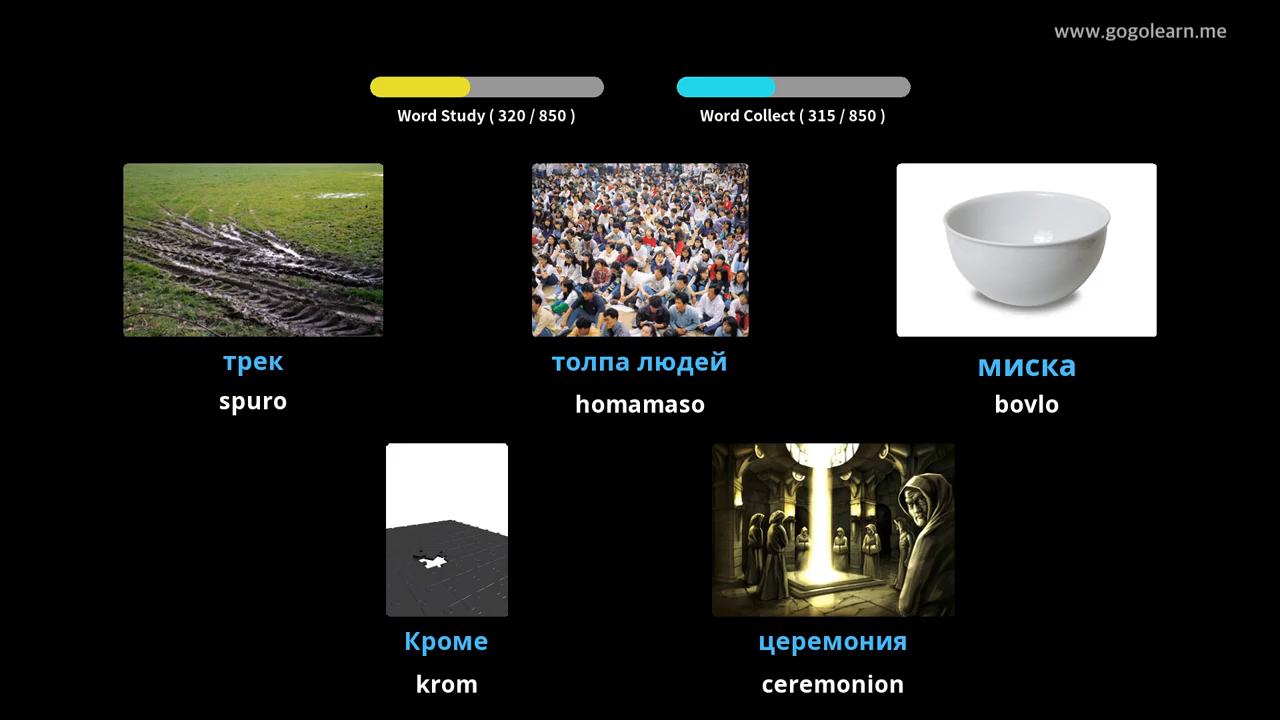 www.gogolearn.me
Word Study ( 320 / 850 )
Word Collect ( 315 / 850 )
трек
толпа людей
миска
spuro
homamaso
bovlo
Кроме
церемония
krom
ceremonion